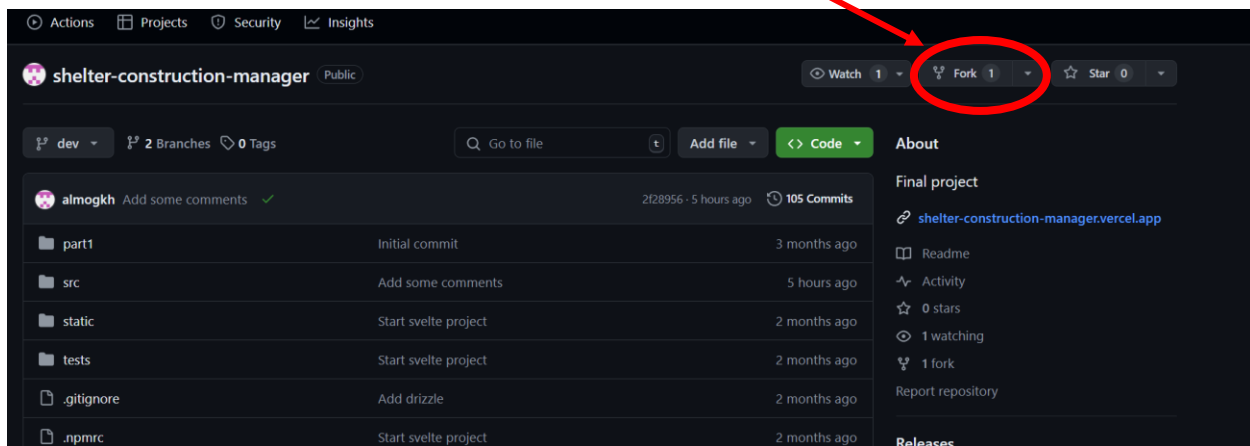 Actions Projects Security Insights
shelter-construction-manager Public Watch 1 Fork 1 Star 0
dev 2 Branches 0 Tags Go to file t Add file <> Code
almogkh Add some comments 2f28956 · 5 hours ago 105 Commits
part1 Initial commit 3 months ago
src Add some comments 5 hours ago
static Start svelte project 2 months ago
tests Start svelte project 2 months ago
.gitignore Add drizzle 2 months ago
.npmrc Start svelte project 2 months ago
About
Final project
shelter-construction-manager.vercel.app
Readme
Activity
0 stars
1 watching
1 fork
Report repository
Releases